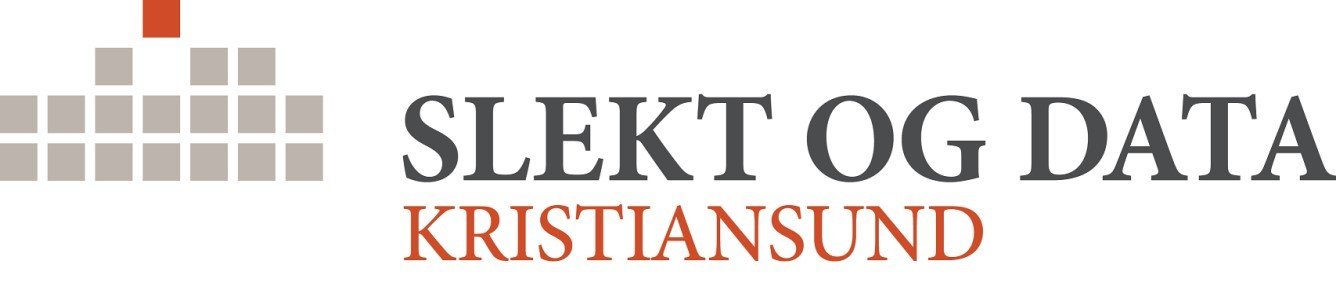 SLEKT OG DATA
KRISTIANSUND